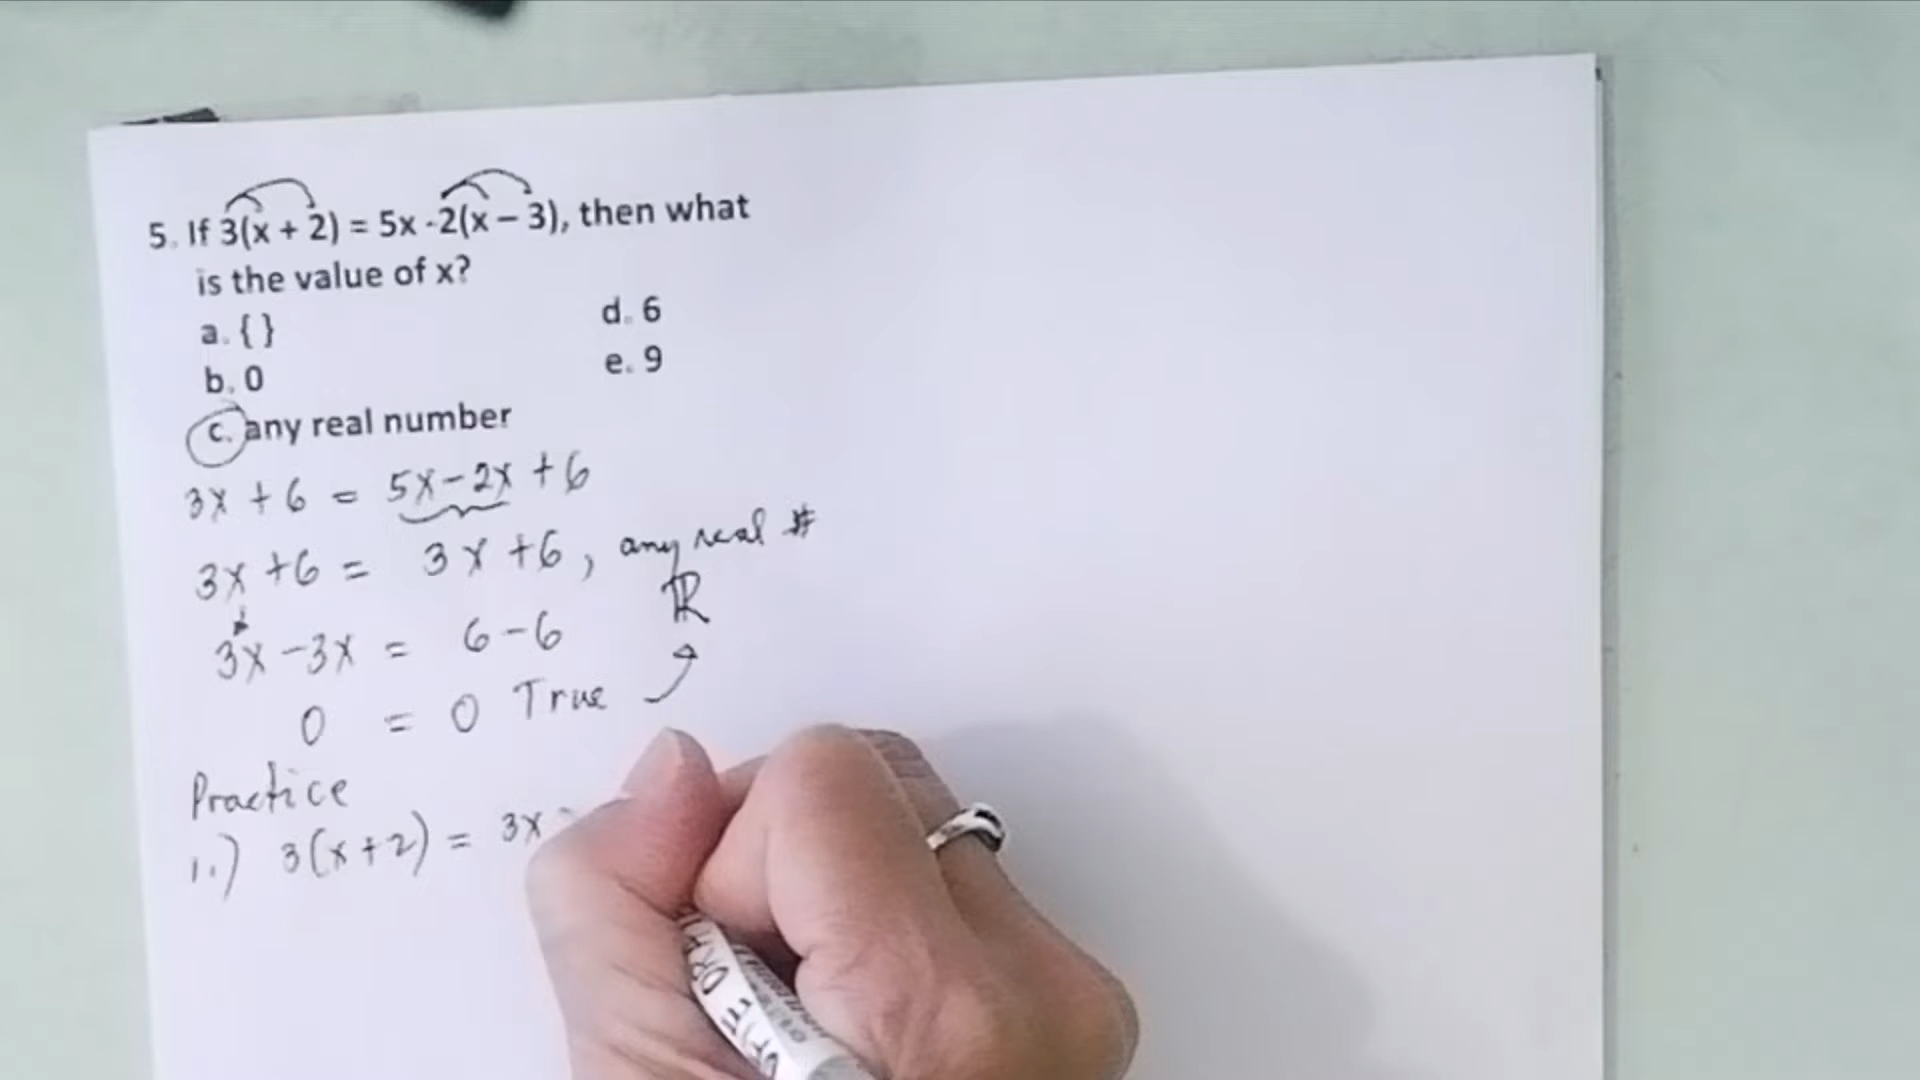 5. If 3(x + 2) = 5x -2(x – 3), then what
is the value of x?
a. { }
d. 6
b. 0
e. 9
c. any real number
3x + 6 = 5x - 2x + 6
3x + 6 = 3x + 6, any real #
ℝ
3x - 3x = 6 - 6
0 = 0 True
Practice
1.) 3(x+2) = 3x